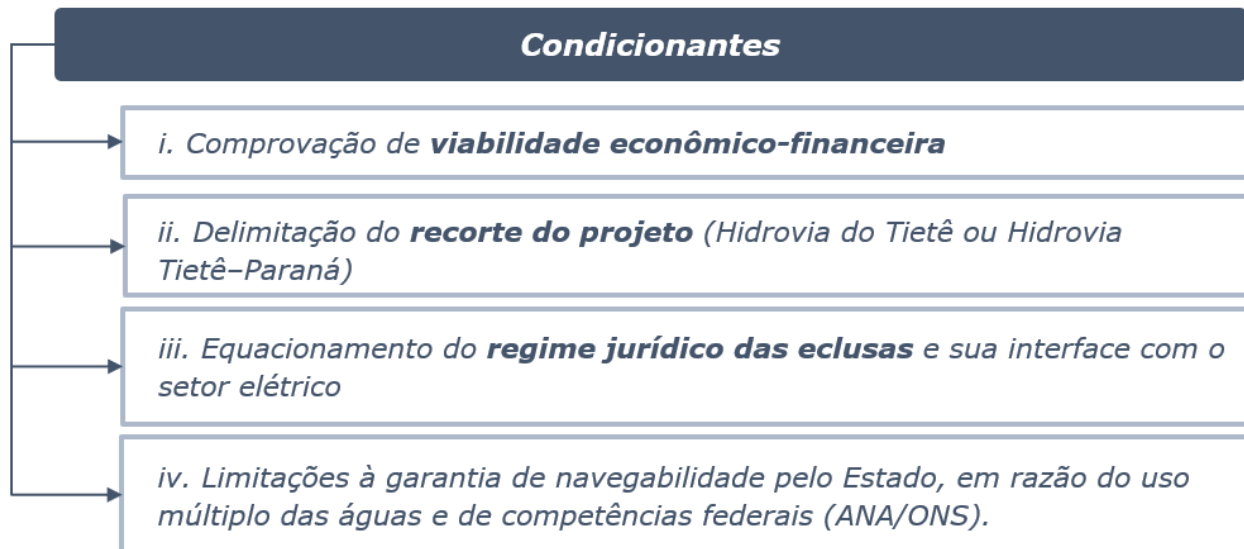 Condicionantes
i. Comprovação de viabilidade econômico-financeira
ii. Delimitação do recorte do projeto (Hidrovia do Tietê ou Hidrovia
Tietê–Paraná)
iii. Equacionamento do regime jurídico das eclusas e sua interface com o
setor elétrico
iv. Limitações à garantia de navegabilidade pelo Estado, em razão do uso
múltiplo das águas e de competências federais (ANA/ONS).